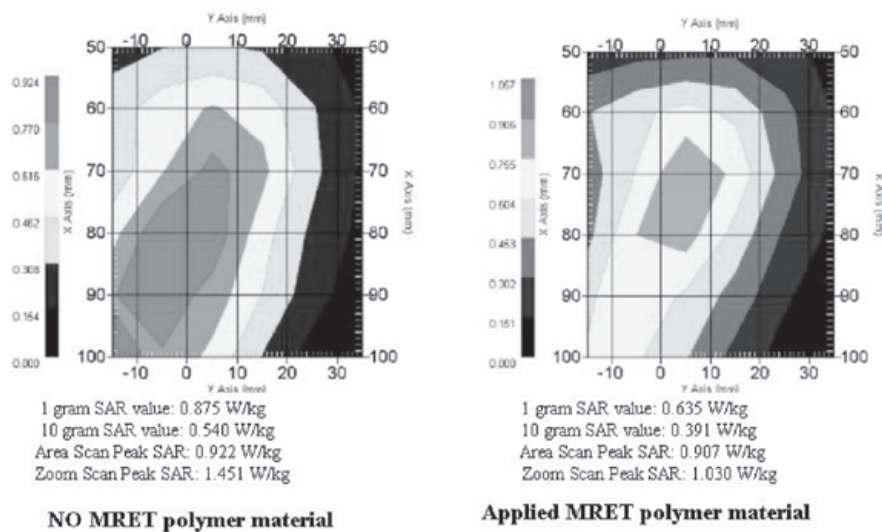 Y Axis (mm)
-10 0 10 20 30
50 50
60 60
70 70
80 80
90 90
100 100
X Axis (mm)
X Axis (mm)
0.924
0.770
0.616
0.462
0.308
0.154
0.000
-10 0 10 20 30
Y Axis (mm)
1 gram SAR value: 0.875 W/kg
10 gram SAR value: 0.540 W/kg
Area Scan Peak SAR: 0.922 W/kg
Zoom Scan Peak SAR: 1.451 W/kg
NO MRET polymer material
Y Axis (mm)
-10 0 10 20 30
50 50
60 60
70 70
80 80
90 90
100 100
X Axis (mm)
X Axis (mm)
1.057
0.906
0.755
0.604
0.453
0.302
0.151
0.000
-10 0 10 20 30
Y Axis (mm)
1 gram SAR value: 0.635 W/kg
10 gram SAR value: 0.391 W/kg
Area Scan Peak SAR: 0.907 W/kg
Zoom Scan Peak SAR: 1.030 W/kg
Applied MRET polymer material